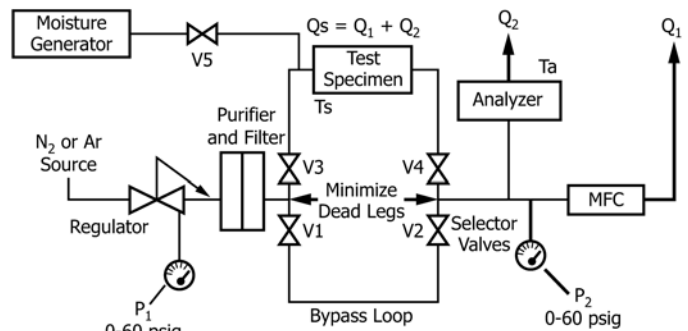 Moisture
Generator
V5
Qs = Q1 + Q2
Test
Specimen
Ts
Q2
Ta
Analyzer
Q1
Purifier
and Filter
N2 or Ar
Source
Regulator
V3
V4
Minimize
Dead Legs
V1
V2
Selector
Valves
MFC
P1
0-60 psig
P2
0-60 psig
Bypass Loop